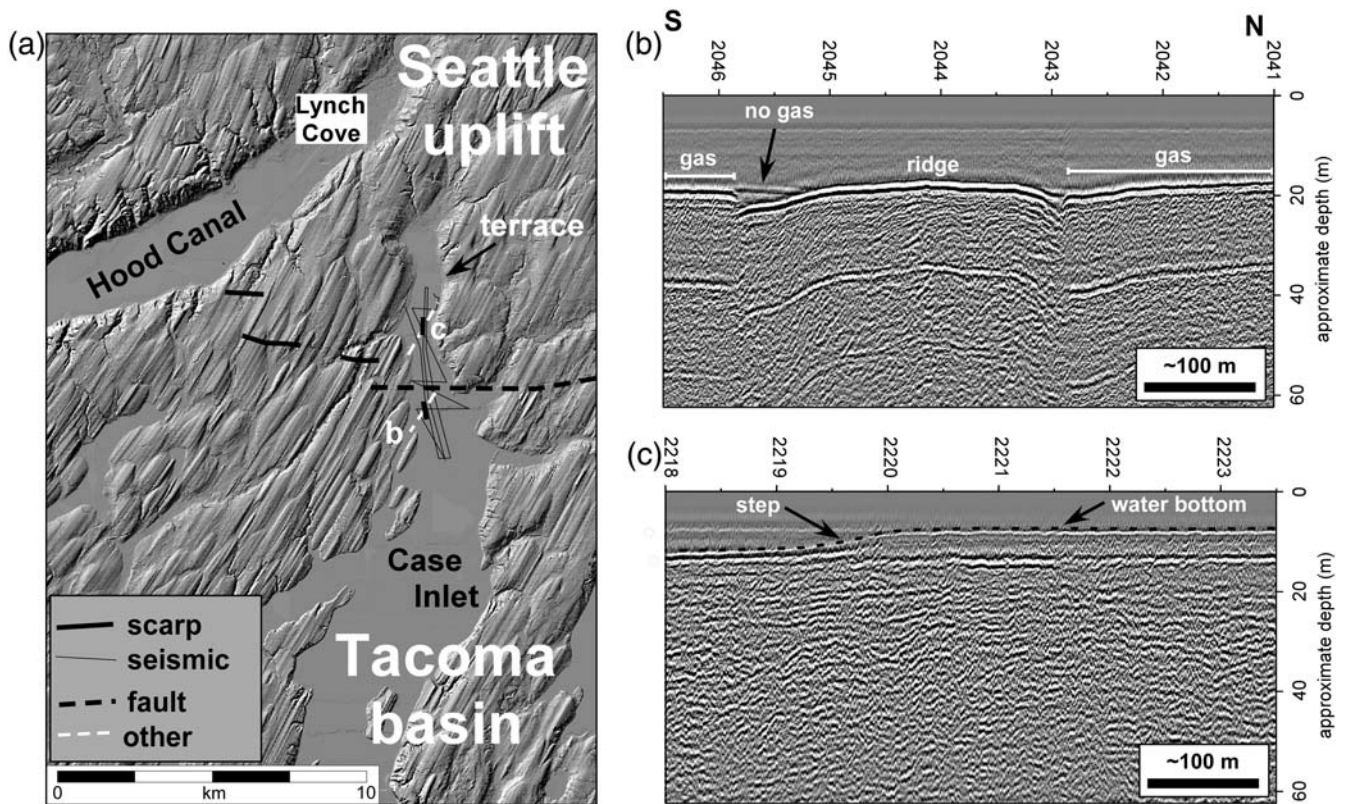 (a)
Seattle
uplift
Lynch
Cove
terrace
Hood Canal
c
b
Case
Inlet
Tacoma
basin
scarp
seismic
fault
other
0 km 10
(b)
S N
2046 2045 2044 2043 2042 2041
no gas
gas ridge gas
0
20
40
60
approximate depth (m)
~100 m
(c)
2218 2219 2220 2221 2222 2223
step water bottom
0
20
40
60
approximate depth (m)
~100 m